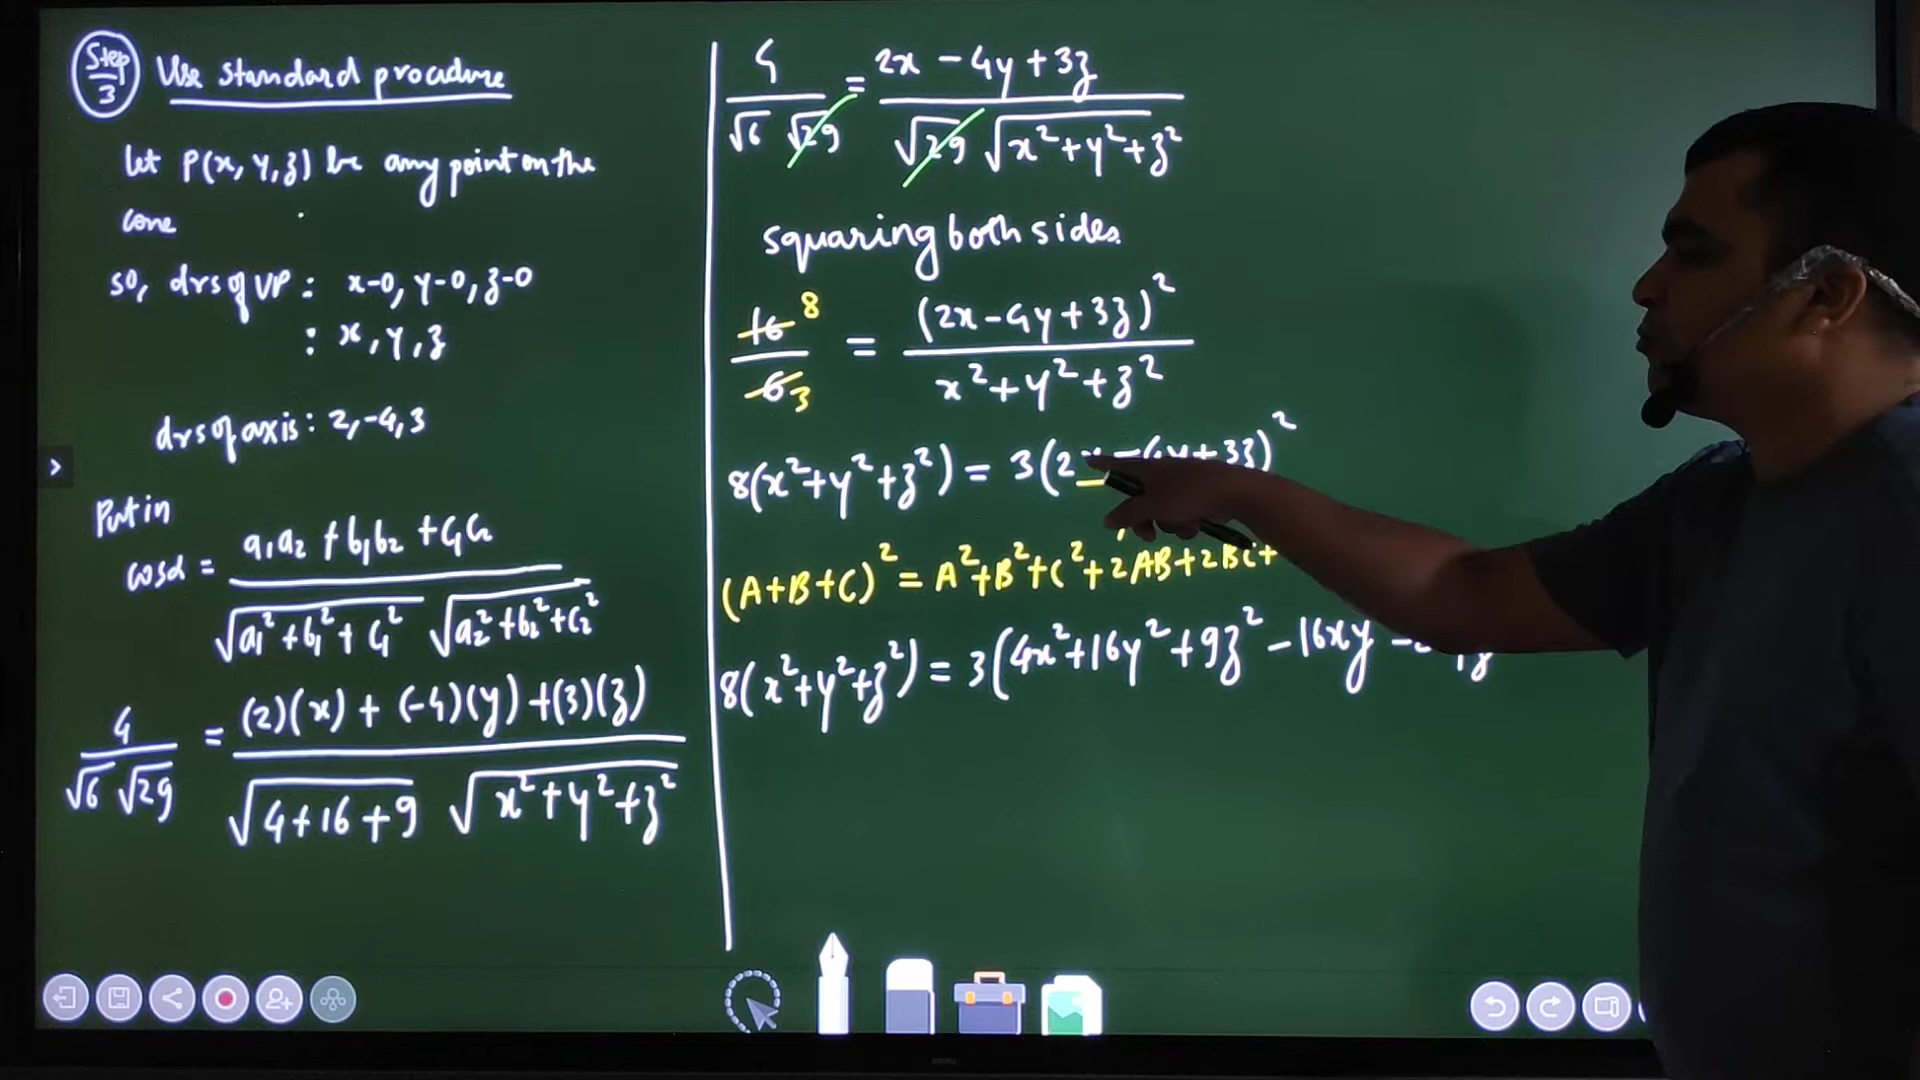 Step 3 Use standard procedure
let P(x, y, z) be any point on the
cone
so, drs of VP : x-0, y-0, z-0
: x, y, z
drs of axis : 2, -4, 3
Put in
cosα = (a₁a₂ + b₁b₂ + c₁c₂) / (√(a₁²+b₁²+c₁²) √(a₂²+b₂²+c₂²))
4/(√6 √29) = ((2)(x) + (-4)(y) + (3)(z)) / (√(4+16+9) √(x²+y²+z²))
4/(√6 √29) = (2x - 4y + 3z) / (√29 √(x²+y²+z²))
squaring both sides.
16 8 / 6 3 = (2x-4y+3z)² / (x²+y²+z²)
8(x²+y²+z²) = 3(2x-4y+3z)²
(A+B+C)² = A²+B²+C²+2AB+2BC+
8(x²+y²+z²) = 3(4x²+16y²+9z²-16xy -